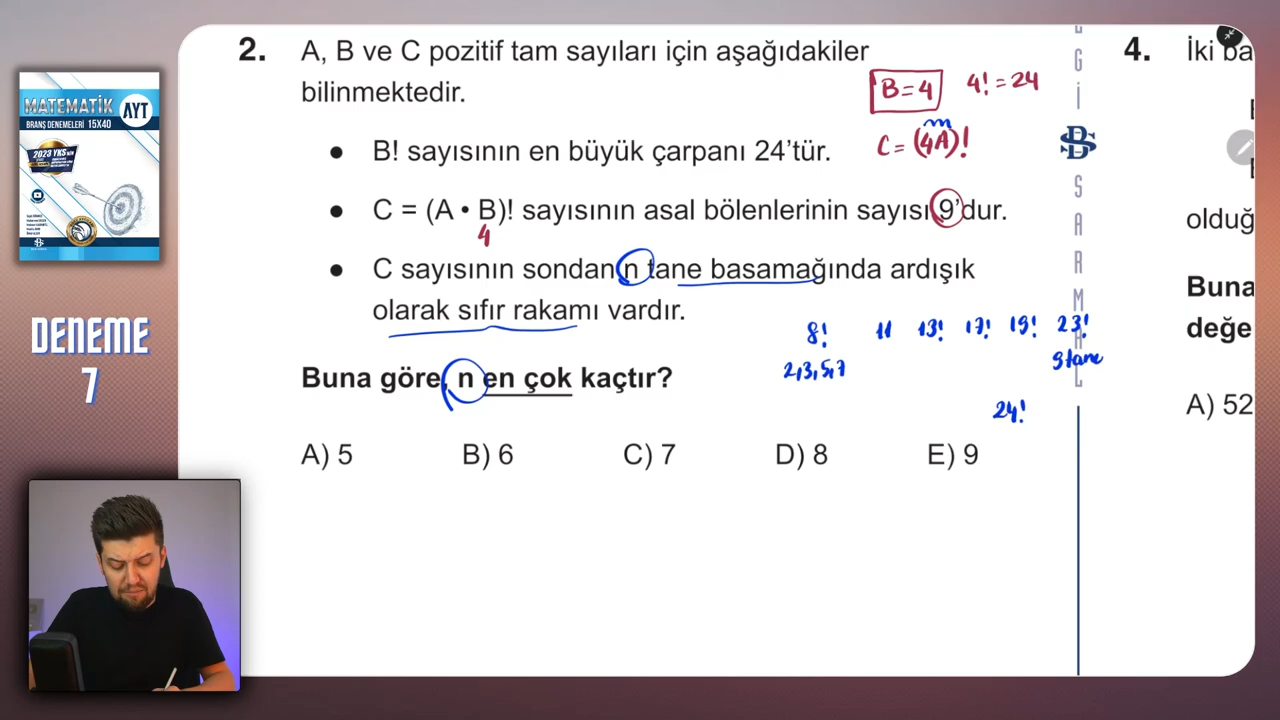 MATEMATİK AYT
BRANŞ DENEMELERİ 15X40
DENEME
7
2. A, B ve C pozitif tam sayıları için aşağıdakiler
bilinmektedir.
B = 4 4! = 24
C = (4A)!
● B! sayısının en büyük çarpanı 24'tür.
● C = (A • B)! sayısının asal bölenlerinin sayısı 9'dur.
4
● C sayısının sondan n tane basamağında ardışık
olarak sıfır rakamı vardır.
8! 11 13! 17! 19! 23!
2,3,5,7 9 tane
24!
Buna göre, n en çok kaçtır?
A) 5 B) 6 C) 7 D) 8 E) 9
G
İ
S
A
R
M
A
L
4. İki ba
olduğ
Buna
değe
A) 52